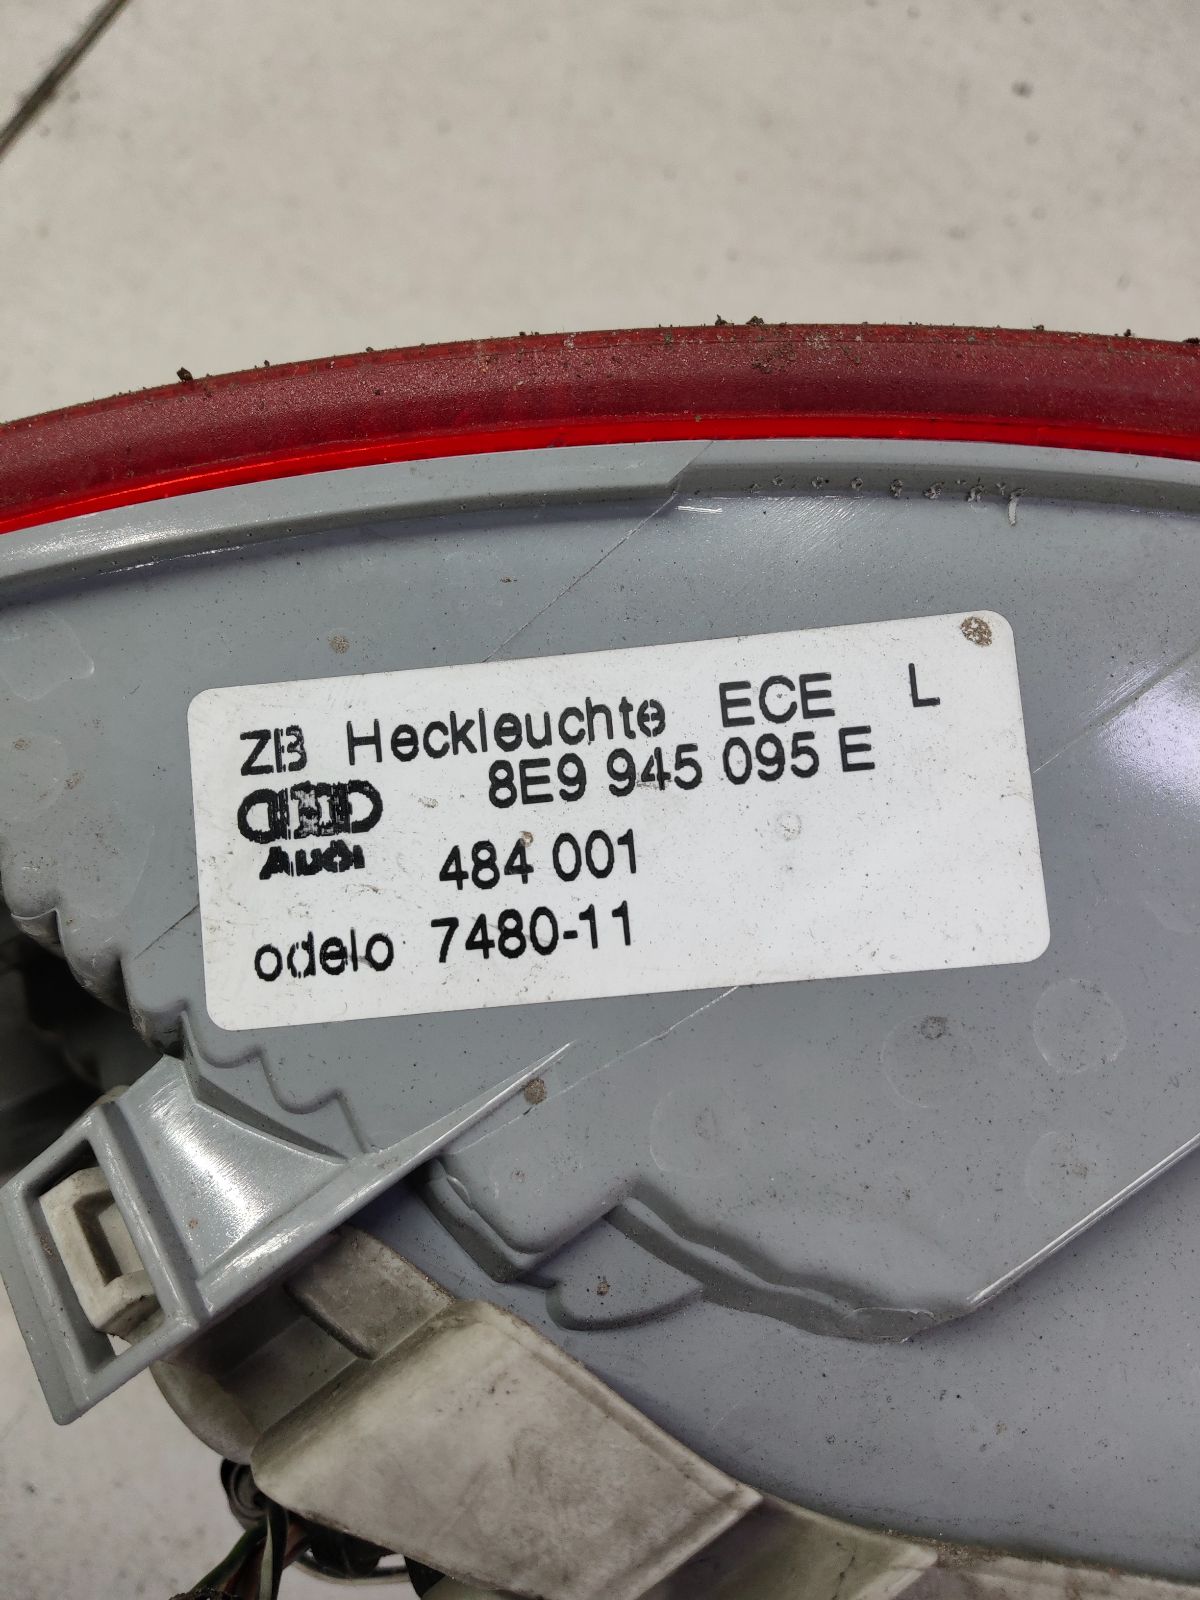 ZB Heckleuchte ECE L
8E9 945 095 E
Audi 484 001
odelo 7480-11